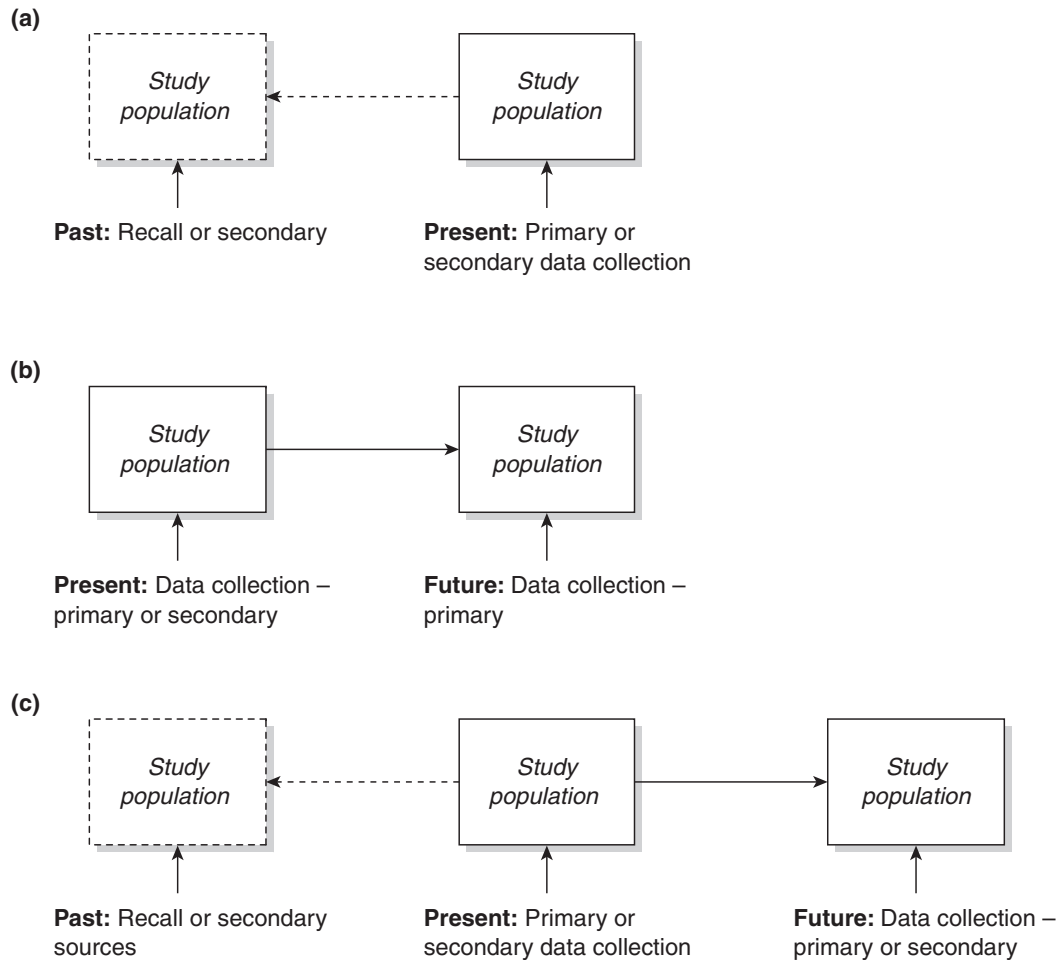 (a)
Study
population
Study
population
Past: Recall or secondary
Present: Primary or
secondary data collection
(b)
Study
population
Study
population
Present: Data collection –
primary or secondary
Future: Data collection –
primary
(c)
Study
population
Study
population
Study
population
Past: Recall or secondary
sources
Present: Primary or
secondary data collection
Future: Data collection –
primary or secondary